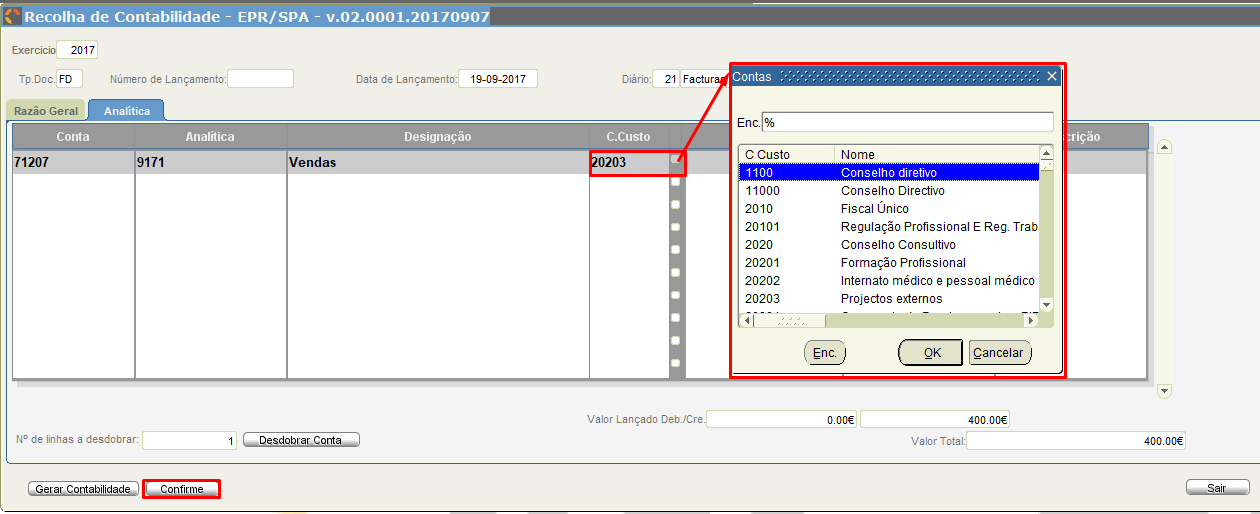 Recolha de Contabilidade - EPR/SPA - v.02.0001.20170907
Exercicio 2017
Tp.Doc. FD Número de Lançamento: Data de Lançamento: 19-09-2017 Diário: 21 Facturas
Razão Geral Analítica
Conta Analítica Designação C.Custo
71207 9171 Vendas 20203
Contas
Enc. %
C Custo Nome
1100 Conselho diretivo
11000 Conselho Directivo
2010 Fiscal Único
20101 Regulação Profissional E Reg. Trab
2020 Conselho Consultivo
20201 Formação Profissional
20202 Internato médico e pessoal médico
20203 Projectos externos
Enc. OK Cancelar
Valor Lançado Deb./Cre. 0.00€ 400.00€
Nº de linhas a desdobrar: 1 Desdobrar Conta Valor Total: 400.00€
Gerar Contabilidade Confirme Sair